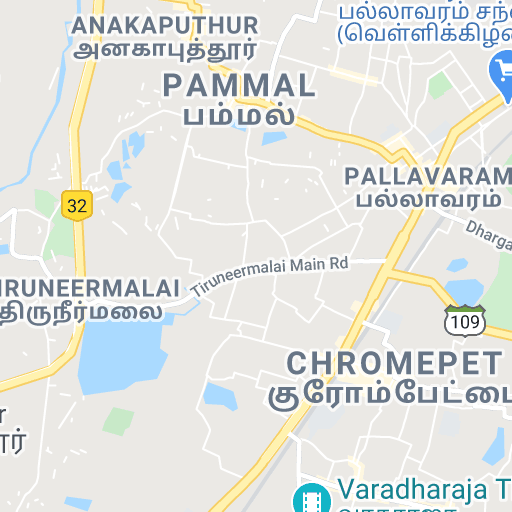 ANAKAPUTHUR
அனகாபுத்தூர்
பல்லாவரம் சந்
(வெள்ளிக்கிழ
PAMMAL
பம்மல்
PALLAVARAM
பல்லாவரம்
32
Dharga
Tiruneermalai Main Rd
IRUNEERMALAI
திருநீர்மலை
109
CHROMEPET
குரோம்பேட்டை
r
ார்
Varadharaja T